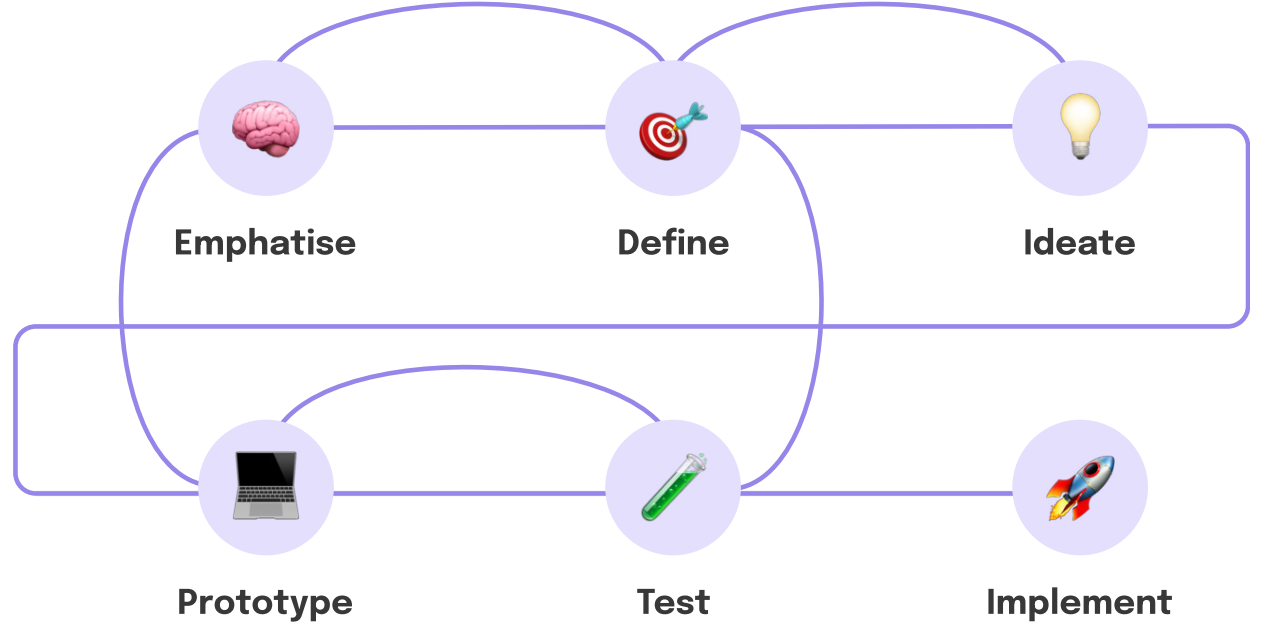 Emphatise
Define
Ideate
Prototype
Test
Implement